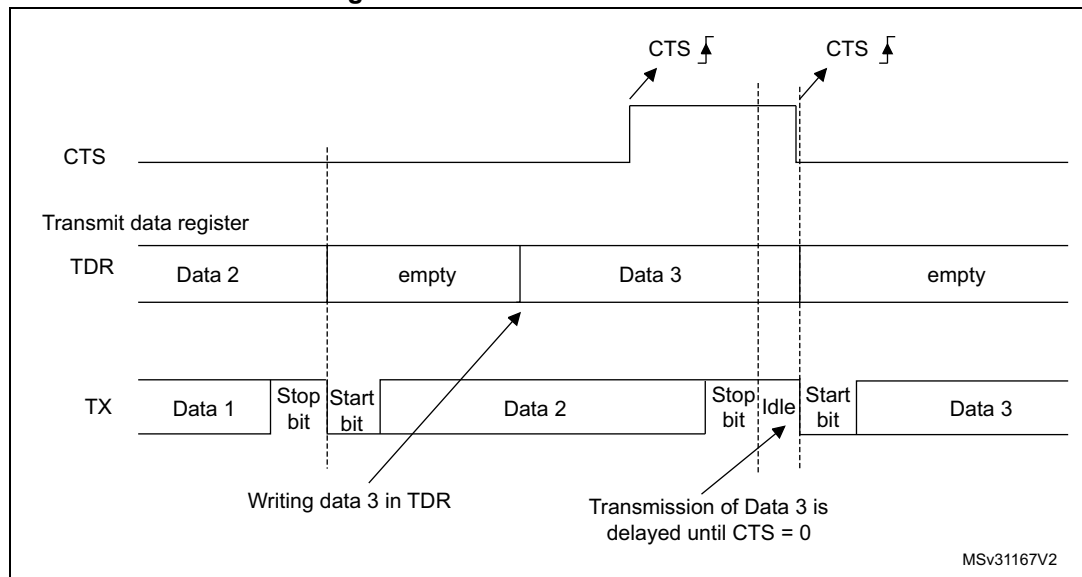 CTS CTS
CTS
Transmit data register
TDR Data 2 empty Data 3 empty
TX Data 1 Stop bit Start bit Data 2 Stop bit Idle Start bit Data 3
Writing data 3 in TDR
Transmission of Data 3 is
delayed until CTS = 0
MSv31167V2